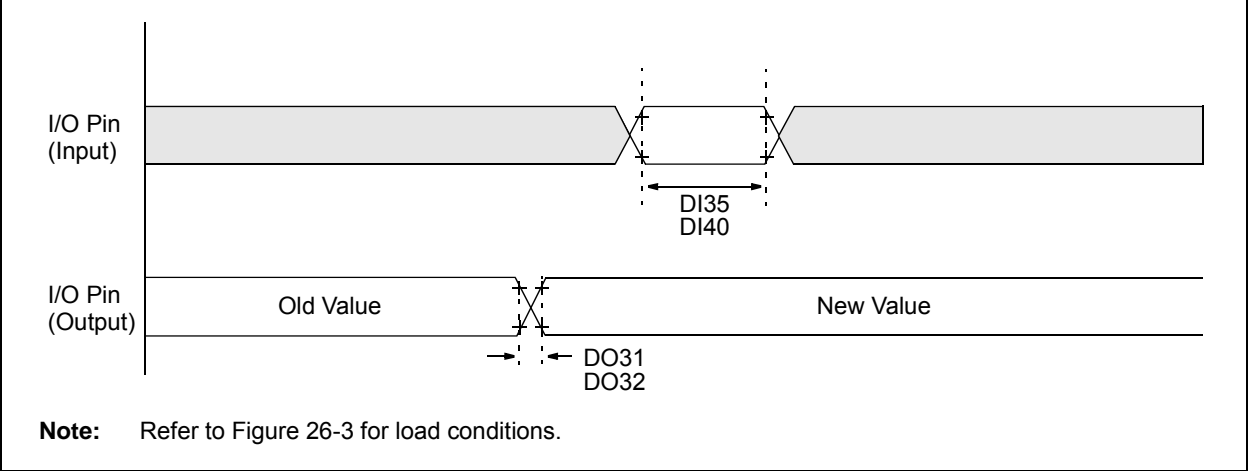 I/O Pin
(Input)
DI35
DI40
I/O Pin
(Output)
Old Value
New Value
DO31
DO32
Note: Refer to Figure 26-3 for load conditions.